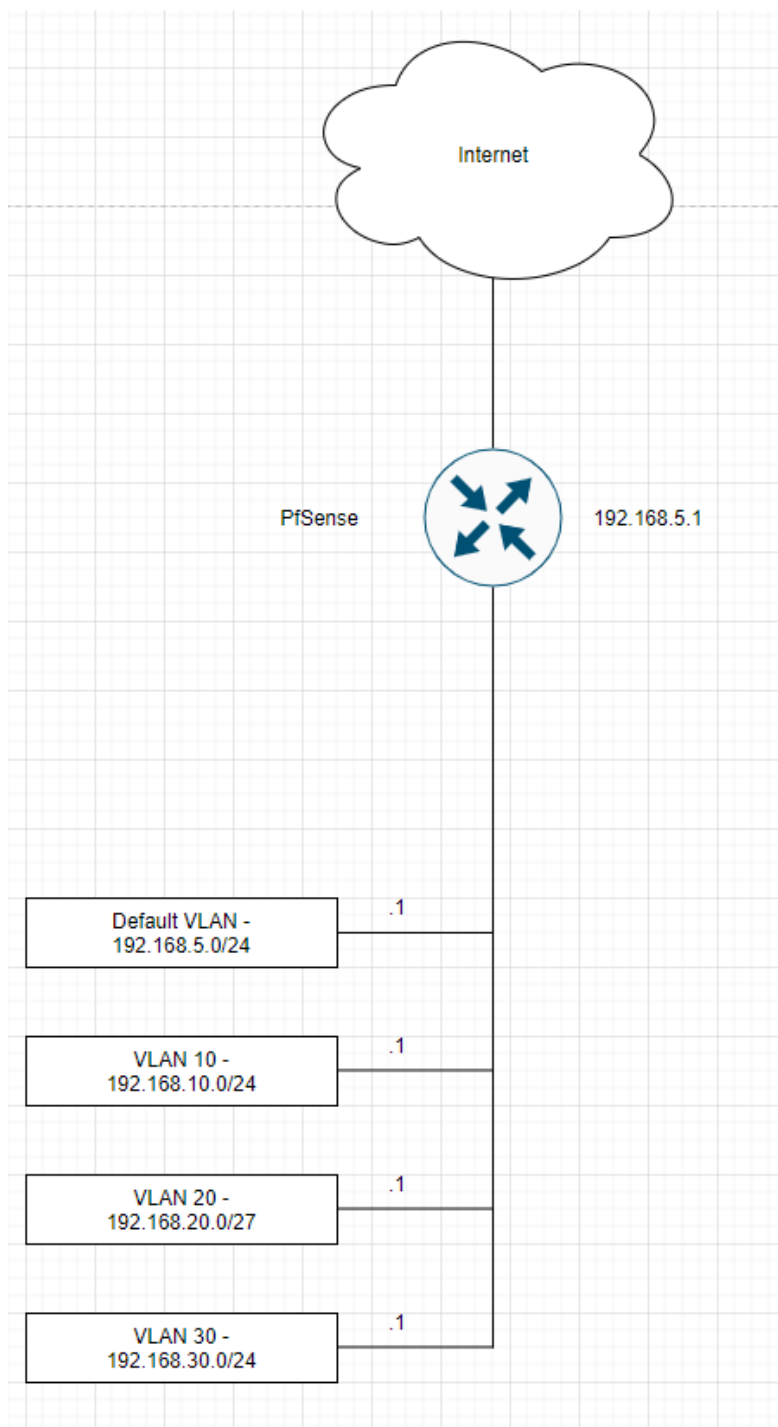 Internet
PfSense
192.168.5.1
.1
Default VLAN -
192.168.5.0/24
.1
VLAN 10 -
192.168.10.0/24
.1
VLAN 20 -
192.168.20.0/27
.1
VLAN 30 -
192.168.30.0/24